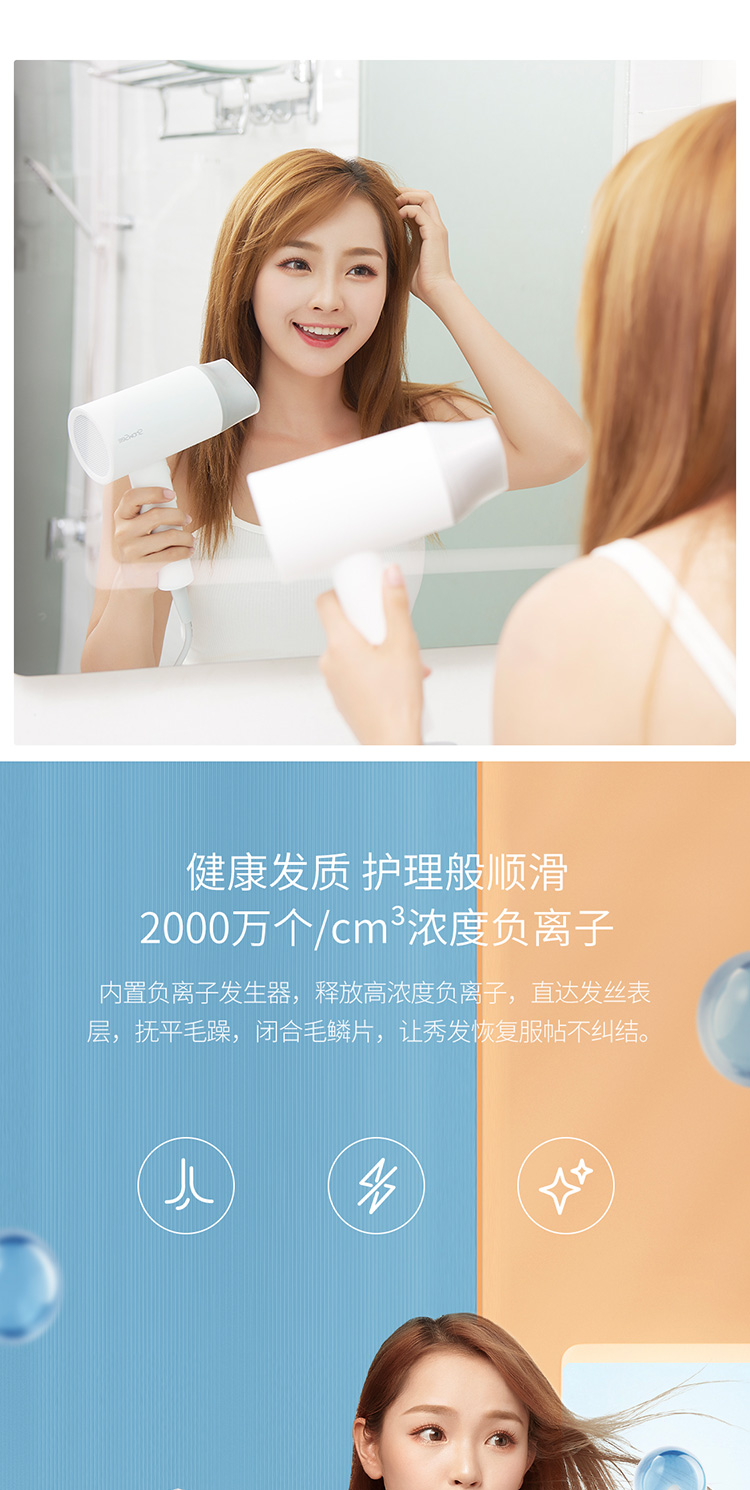 健康发质 护理般顺滑
2000万个/cm³浓度负离子
内置负离子发生器，释放高浓度负离子，直达发丝表
层，抚平毛躁，闭合毛鳞片，让秀发恢复服帖不纠结。